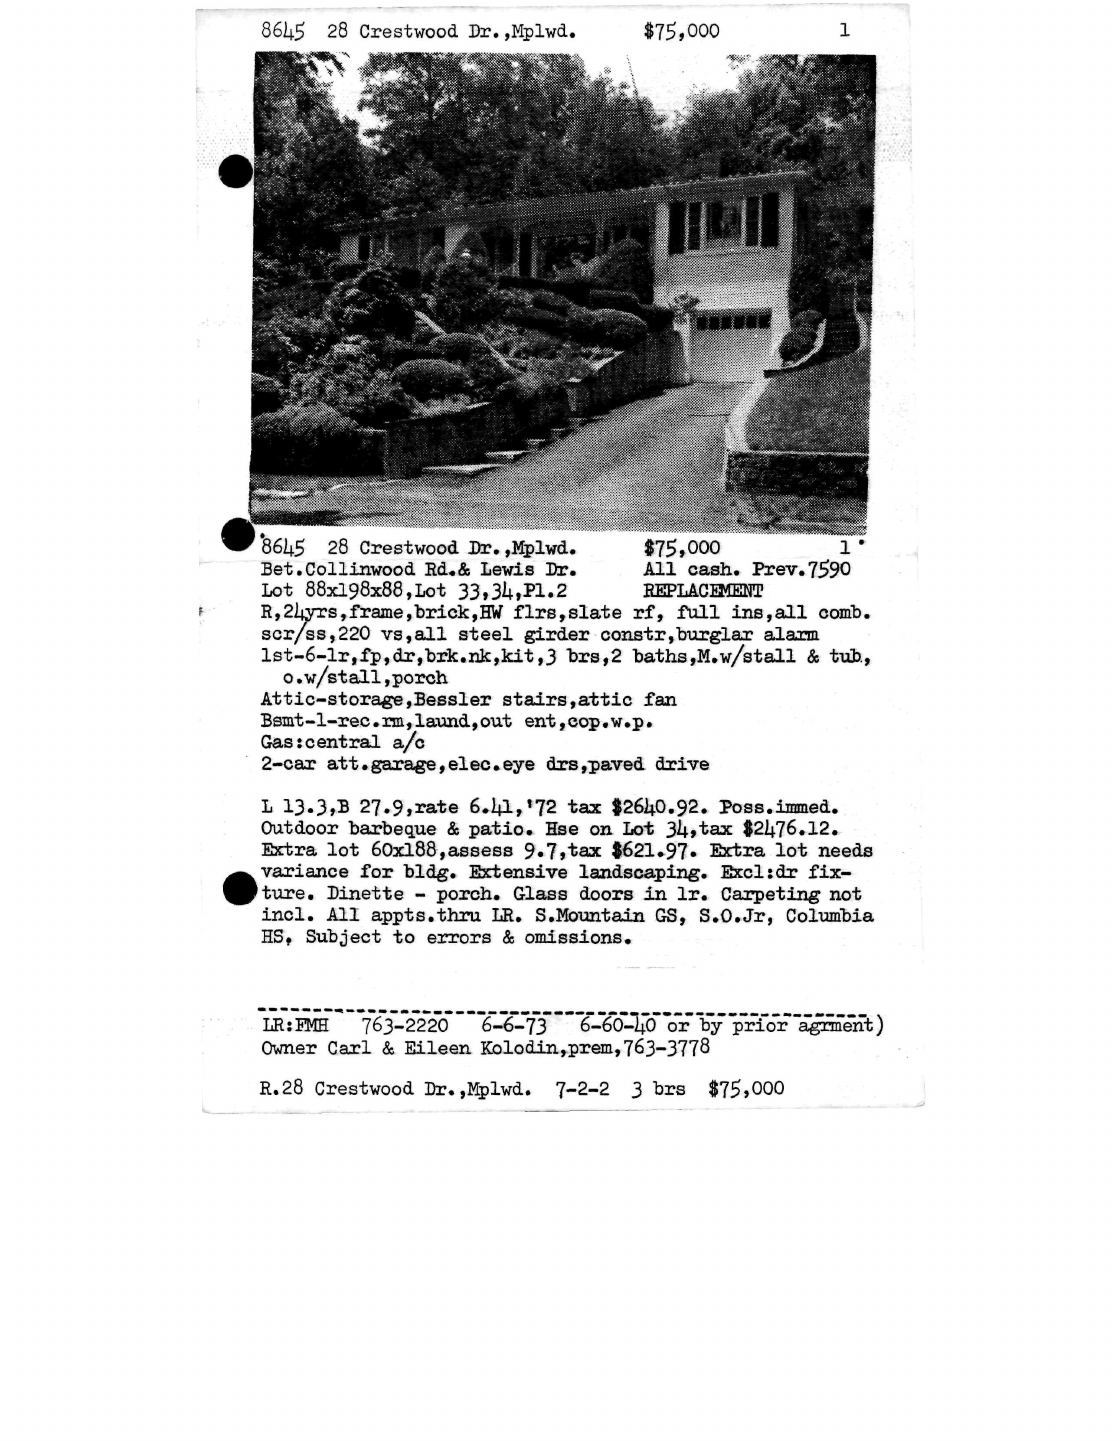 8645 28 Crestwood Dr.,Mplwd. $75,000 1
8645 28 Crestwood Dr.,Mplwd. $75,000 1
Bet.Collinwood Rd.& Lewis Dr. All cash. Prev.7590
Lot 88x198x88,Lot 33,34,Pl.2 REPLACEMENT
R,24yrs,frame,brick,HW flrs,slate rf, full ins,all comb.
scr/ss,220 vs,all steel girder constr,burglar alarm
1st-6-lr,fp,dr,brk.nk,kit,3 brs,2 baths,M.w/stall & tub,
o.w/stall,porch
Attic-storage,Bessler stairs,attic fan
Bsmt-1-rec.rm,laund,out ent,cop.w.p.
Gas:central a/c
2-car att.garage,elec.eye drs,paved drive
L 13.3,B 27.9,rate 6.41,'72 tax $2640.92. Poss.immed.
Outdoor barbeque & patio. Hse on Lot 34,tax $2476.12.
Extra lot 60x188,assess 9.7,tax $621.97. Extra lot needs
variance for bldg. Extensive landscaping. Excl:dr fix-
ture. Dinette - porch. Glass doors in lr. Carpeting not
incl. All appts.thru LR. S.Mountain GS, S.O.Jr, Columbia
HS. Subject to errors & omissions.
LR:FMH 763-2220 6-6-73 6-60-40 or by prior agrment)
Owner Carl & Eileen Kolodin,prem,763-3778
R.28 Crestwood Dr.,Mplwd. 7-2-2 3 brs $75,000